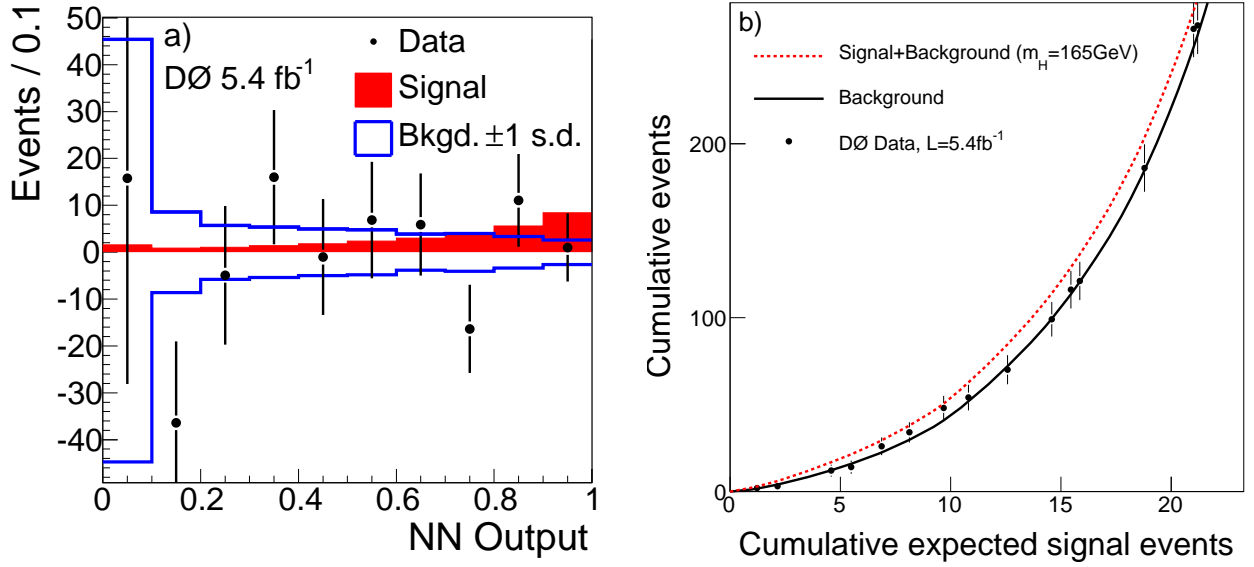 a)
DØ 5.4 fb-1
Data
Signal
Bkgd. ±1 s.d.
Events / 0.1
50
40
30
20
10
0
-10
-20
-30
-40
0 0.2 0.4 0.6 0.8 1
NN Output
b)
Signal+Background (m_H=165GeV)
Background
DØ Data, L=5.4fb-1
Cumulative events
200
100
0
0 5 10 15 20
Cumulative expected signal events